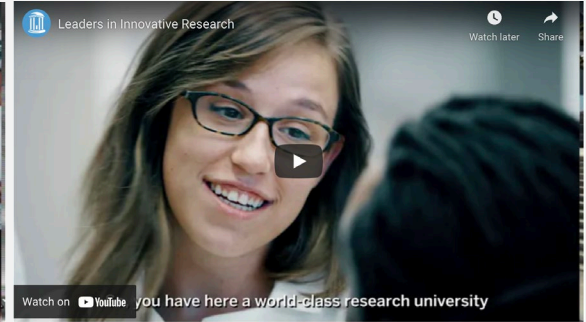 Leaders in Innovative Research
Watch later
Share
Watch on YouTube
you have here a world-class research university